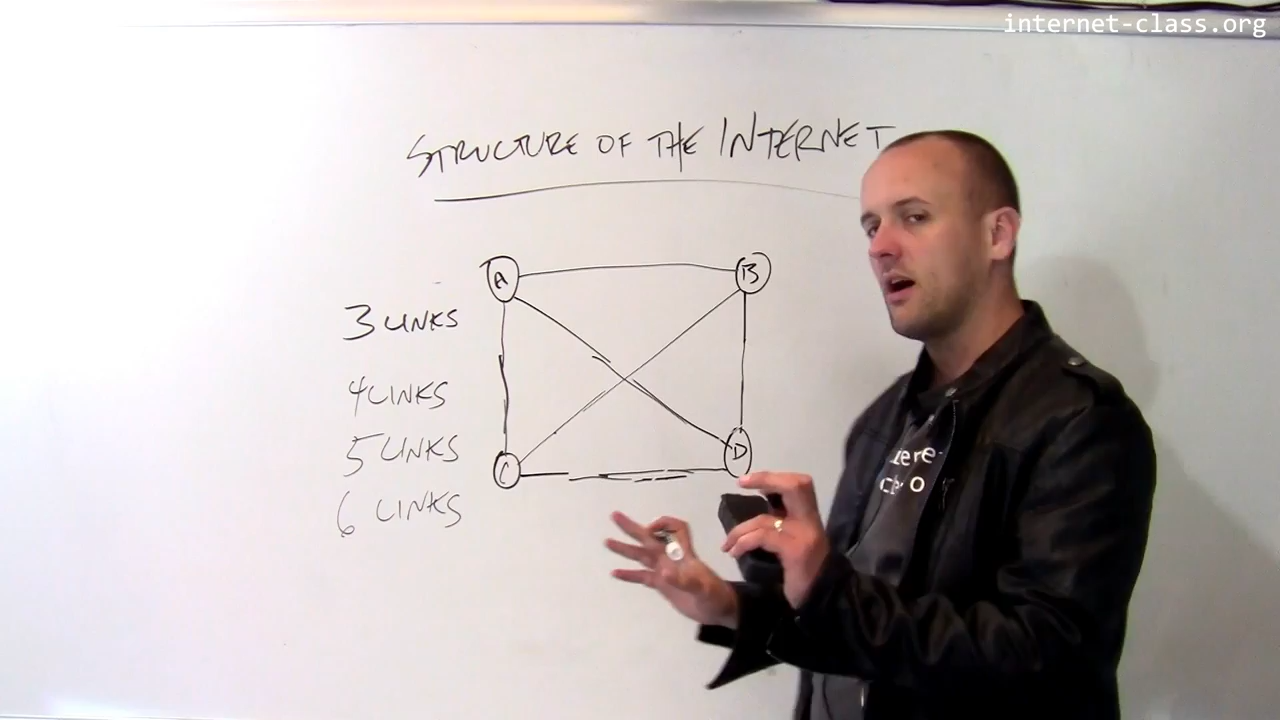 internet-class.org
STRUCTURE OF THE INTERNET
A
B
3 LINKS
4 LINKS
5 LINKS
C
D
6 LINKS